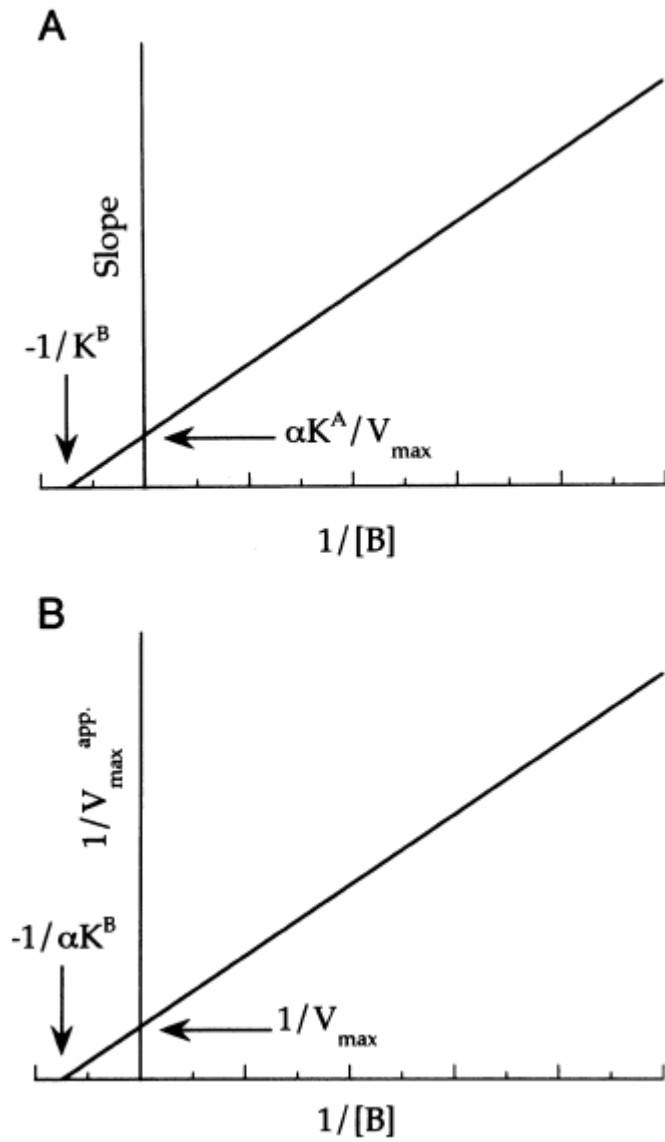 A
Slope
-1/K^B
αK^A/V_max
1/[B]
B
1/V_max^app.
-1/αK^B
1/V_max
1/[B]